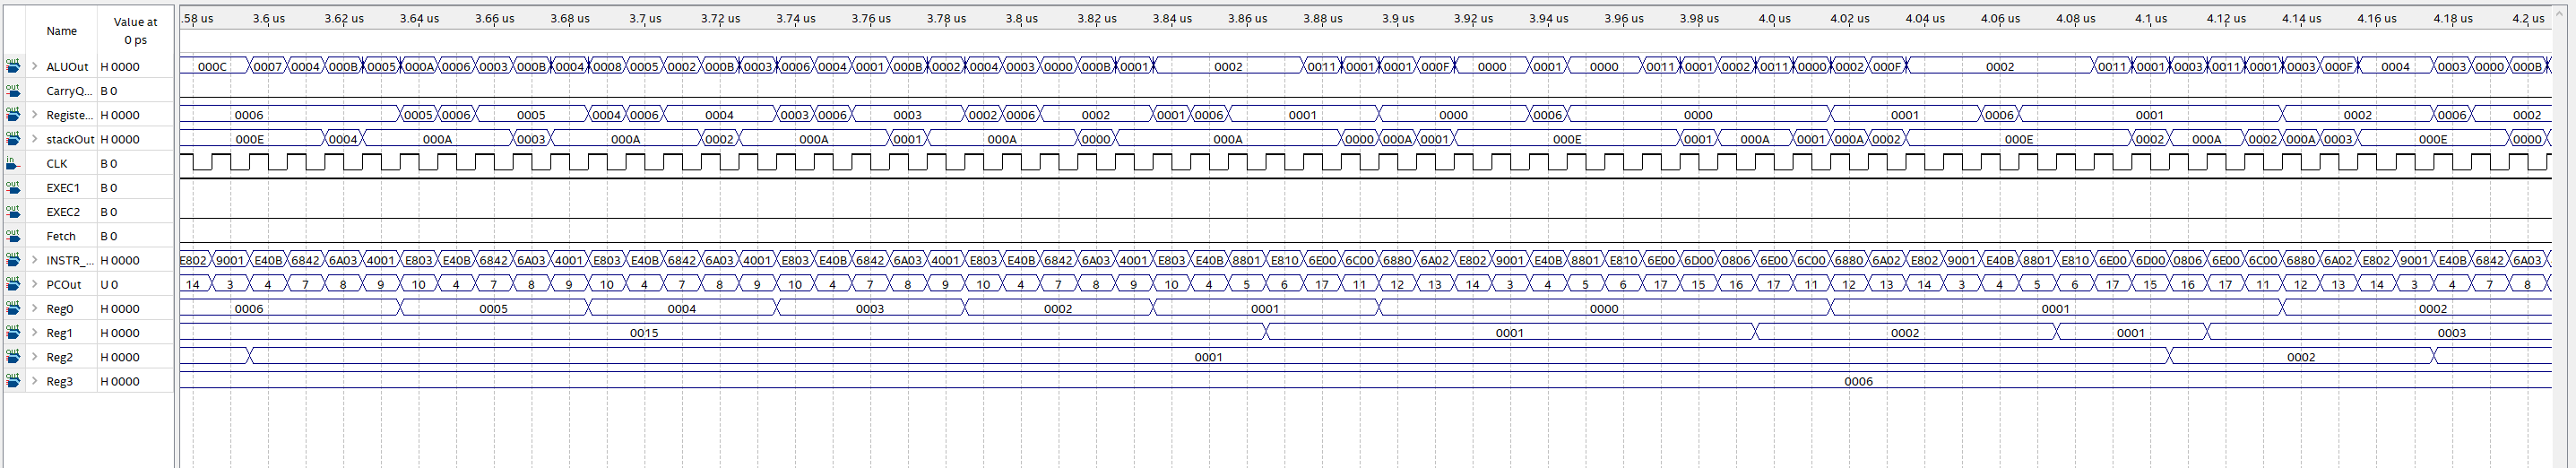 Name
Value at
0 ps
.58 us 3.6 us 3.62 us 3.64 us 3.66 us 3.68 us 3.7 us 3.72 us 3.74 us 3.76 us 3.78 us 3.8 us 3.82 us 3.84 us 3.86 us 3.88 us 3.9 us 3.92 us 3.94 us 3.96 us 3.98 us 4.0 us 4.02 us 4.04 us 4.06 us 4.08 us 4.1 us 4.12 us 4.14 us 4.16 us 4.18 us 4.2 us
out ALUOut H 0000 000C 0007 0004 000B 0005 000A 0006 0003 000B 0004 0008 0005 0002 000B 0003 0006 0004 0001 000B 0002 0004 0003 0000 000B 0001 0002 0011 0001 0001 000F 0000 0001 0000 0011 0001 0002 0011 0000 0002 000F 0002 0011 0001 0003 0011 0001 0003 000F 0004 0003 0000 000B
out CarryQ... B 0
out Registe... H 0000 0006 0005 0006 0005 0004 0006 0004 0003 0006 0003 0002 0006 0002 0001 0006 0001 0000 0006 0000 0001 0006 0001 0002 0006 0002
out stackOut H 0000 000E 0004 000A 0003 000A 0002 000A 0001 000A 0000 000A 0000 000A 0001 000E 0001 000A 0001 000A 0002 000E 0002 000A 0002 000A 0003 000E 0000
in CLK B 0
out EXEC1 B 0
out EXEC2 B 0
out Fetch B 0
out INSTR_... H 0000 E802 9001 E40B 6842 6A03 4001 E803 E40B 6842 6A03 4001 E803 E40B 6842 6A03 4001 E803 E40B 6842 6A03 4001 E803 E40B 6842 6A03 4001 E803 E40B 8801 E810 6E00 6C00 6880 6A02 E802 9001 E40B 8801 E810 6E00 6D00 0806 6E00 6C00 6880 6A02 E802 9001 E40B 8801 E810 6E00 6D00 0806 6E00 6C00 6880 6A02 E802 9001 E40B 6842 6A03
out PCOut U 0 14 3 4 7 8 9 10 4 7 8 9 10 4 7 8 9 10 4 7 8 9 10 4 7 8 9 10 4 5 6 17 11 12 13 14 3 4 5 6 17 15 16 17 11 12 13 14 3 4 5 6 17 15 16 17 11 12 13 14 3 4 7 8
out Reg0 H 0000 0006 0005 0004 0003 0002 0001 0000 0001 0002
out Reg1 H 0000 0015 0001 0002 0001 0003
out Reg2 H 0000 0001 0002
out Reg3 H 0000 0006